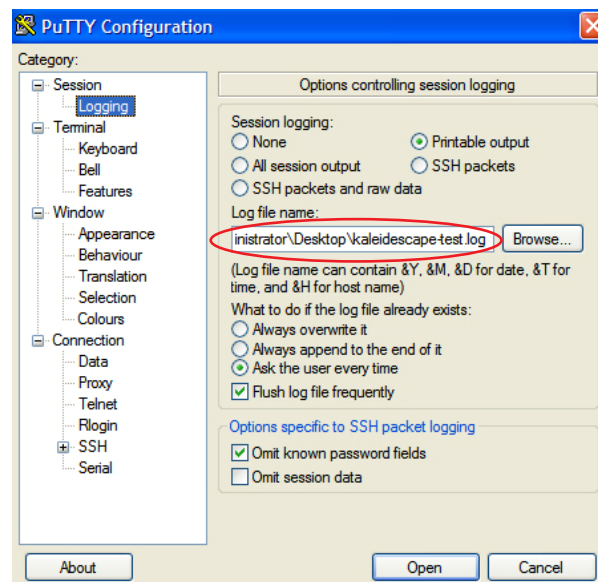 PuTTY Configuration
Category:
Session
Logging
Terminal
Keyboard
Bell
Features
Window
Appearance
Behaviour
Translation
Selection
Colours
Connection
Data
Proxy
Telnet
Rlogin
SSH
Serial
Options controlling session logging
Session logging:
None
Printable output
All session output
SSH packets
SSH packets and raw data
Log file name:
inistrator\Desktop\kaleidescape-test.log
Browse...
(Log file name can contain &Y, &M, &D for date, &T for
time, and &H for host name)
What to do if the log file already exists:
Always overwrite it
Always append to the end of it
Ask the user every time
Flush log file frequently
Options specific to SSH packet logging
Omit known password fields
Omit session data
About
Open
Cancel